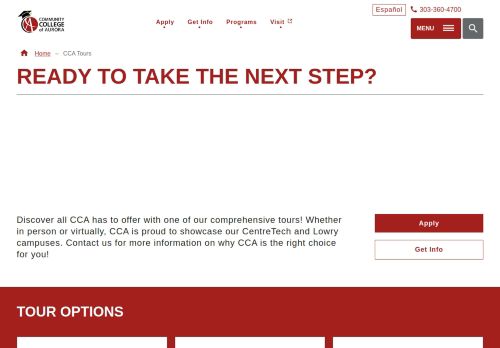 COMMUNITY
COLLEGE
of AURORA
Apply
Get Info
Programs
Visit
Español
303-360-4700
MENU
Home – CCA Tours
READY TO TAKE THE NEXT STEP?
Discover all CCA has to offer with one of our comprehensive tours! Whether
in person or virtually, CCA is proud to showcase our CentreTech and Lowry
campuses. Contact us for more information on why CCA is the right choice
for you!
Apply
Get Info
TOUR OPTIONS